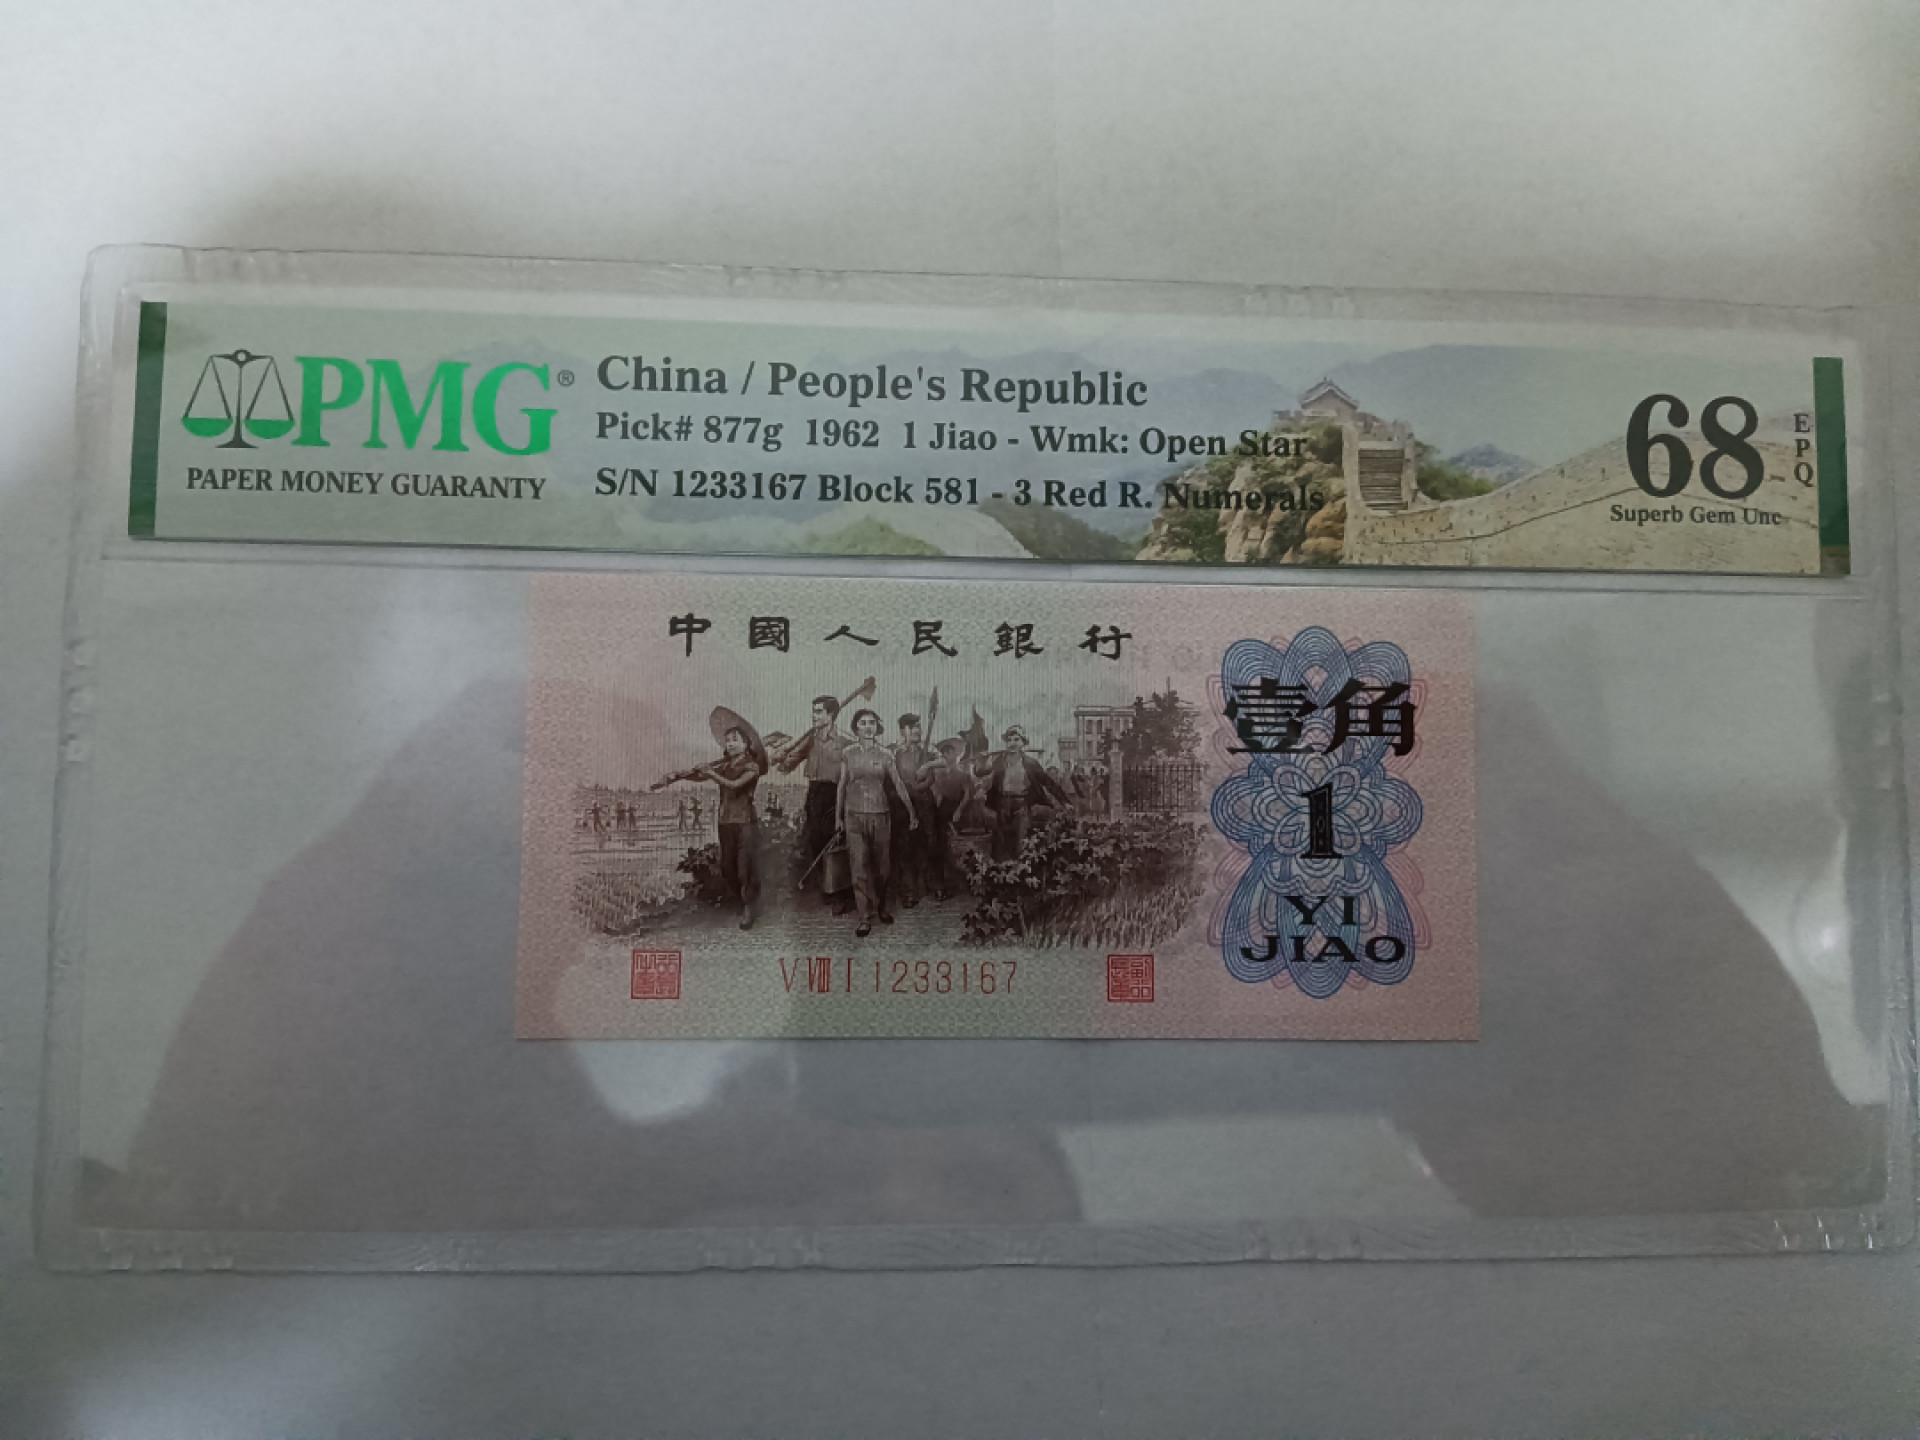 PMG®
PAPER MONEY GUARANTY
China / People's Republic
Pick# 877g 1962 1 Jiao - Wmk: Open Star
S/N 1233167 Block 581 - 3 Red R. Numerals
68
EPQ
Superb Gem Unc
中國人民銀行
壹角
1
YI
JIAO
V VIII I 1233167